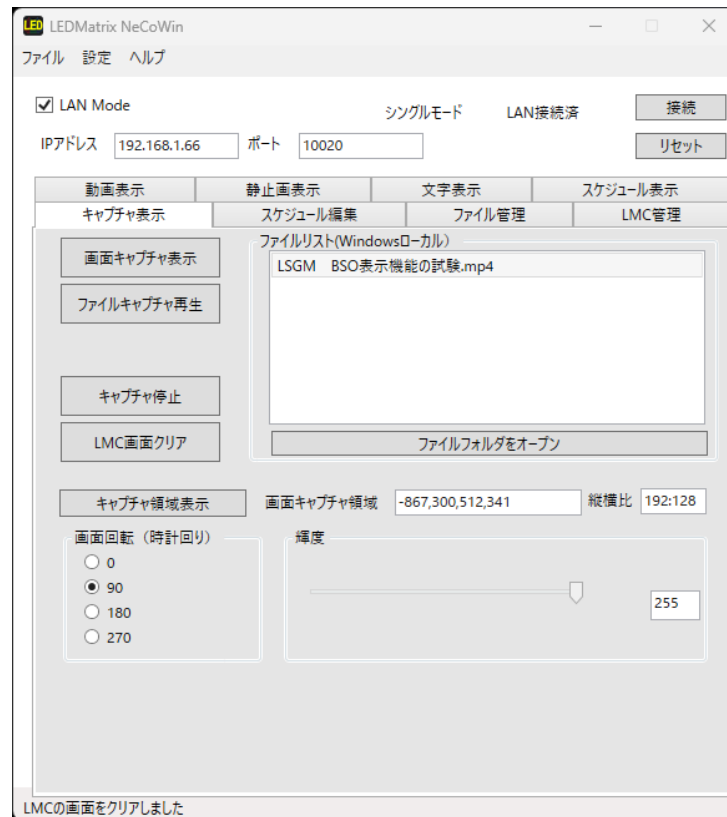 LED LEDMatrix NeCoWin
ファイル 設定 ヘルプ
LAN Mode シングルモード LAN接続済 接続
IPアドレス 192.168.1.66 ポート 10020 リセット
動画表示 静止画表示 文字表示 スケジュール表示
キャプチャ表示 スケジュール編集 ファイル管理 LMC管理
ファイルリスト(Windowsローカル)
画面キャプチャ表示
LSGM　BSO表示機能の試験.mp4
ファイルキャプチャ再生
キャプチャ停止
LMC画面クリア
ファイルフォルダをオープン
キャプチャ領域表示 画面キャプチャ領域 -867,300,512,341 縦横比 192:128
画面回転（時計回り） 輝度
0
90
180
270
255
LMCの画面をクリアしました